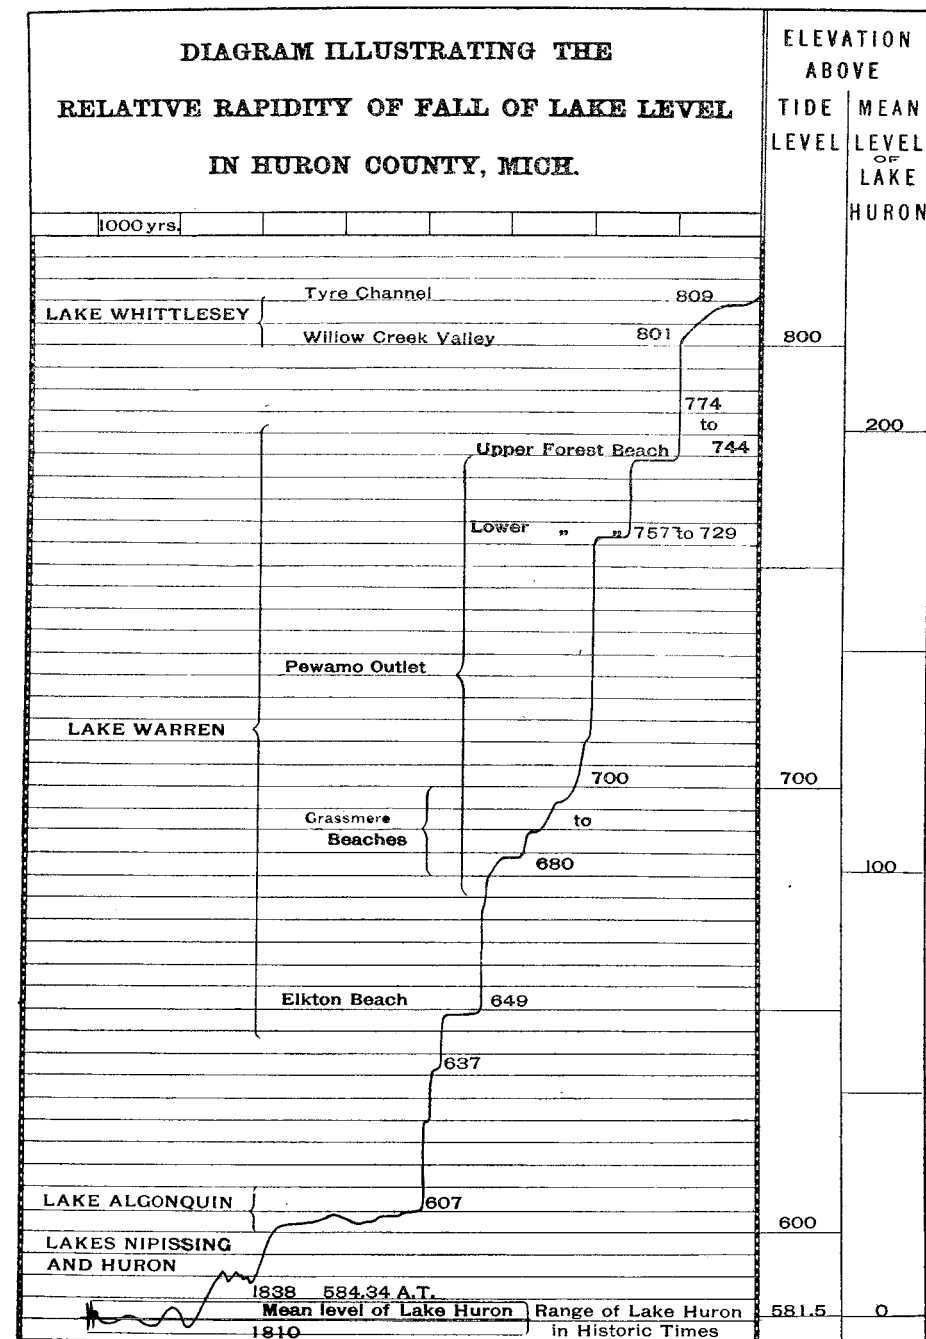 DIAGRAM ILLUSTRATING THE
RELATIVE RAPIDITY OF FALL OF LAKE LEVEL
IN HURON COUNTY, MICH.
ELEVATION
ABOVE
TIDE
LEVEL
MEAN
LEVEL
OF
LAKE
HURON
1000 yrs.
Tyre Channel 809
LAKE WHITTLESEY
Willow Creek Valley 801 800
774
to 200
Upper Forest Beach 744
Lower „ „ 757 to 729
Pewamo Outlet
LAKE WARREN
700 700
Grassmere to
Beaches
680 100
Elkton Beach 649
637
LAKE ALGONQUIN 607
600
LAKES NIPISSING
AND HURON
1838 584.34 A.T.
Mean level of Lake Huron Range of Lake Huron 581.5 0
1810 in Historic Times